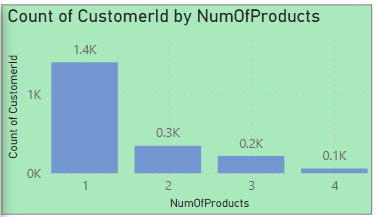 Count of CustomerId by NumOfProducts
Count of CustomerId
1K
0K
1.4K
0.3K
0.2K
0.1K
1 2 3 4
NumOfProducts